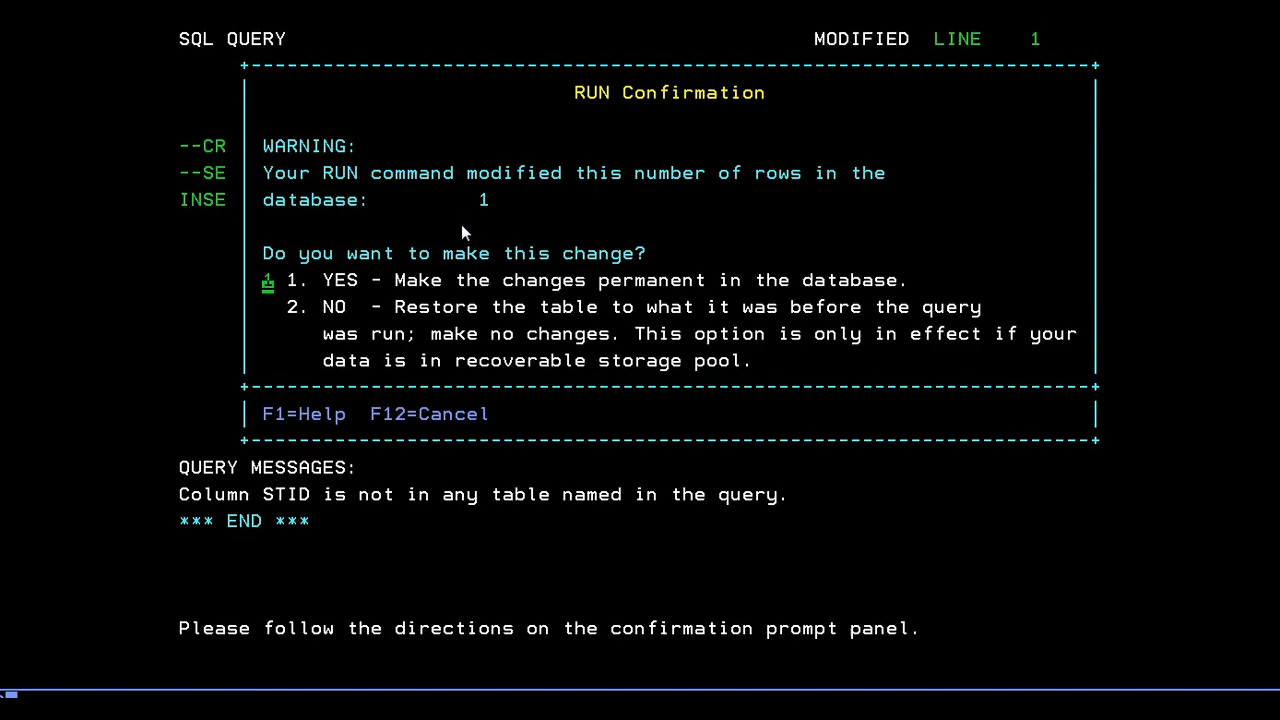 SQL QUERY MODIFIED LINE 1
RUN Confirmation
--CR WARNING:
--SE Your RUN command modified this number of rows in the
INSE database: 1
Do you want to make this change?
1 1. YES - Make the changes permanent in the database.
2. NO - Restore the table to what it was before the query
was run; make no changes. This option is only in effect if your
data is in recoverable storage pool.
F1=Help F12=Cancel
QUERY MESSAGES:
Column STID is not in any table named in the query.
*** END ***
Please follow the directions on the confirmation prompt panel.